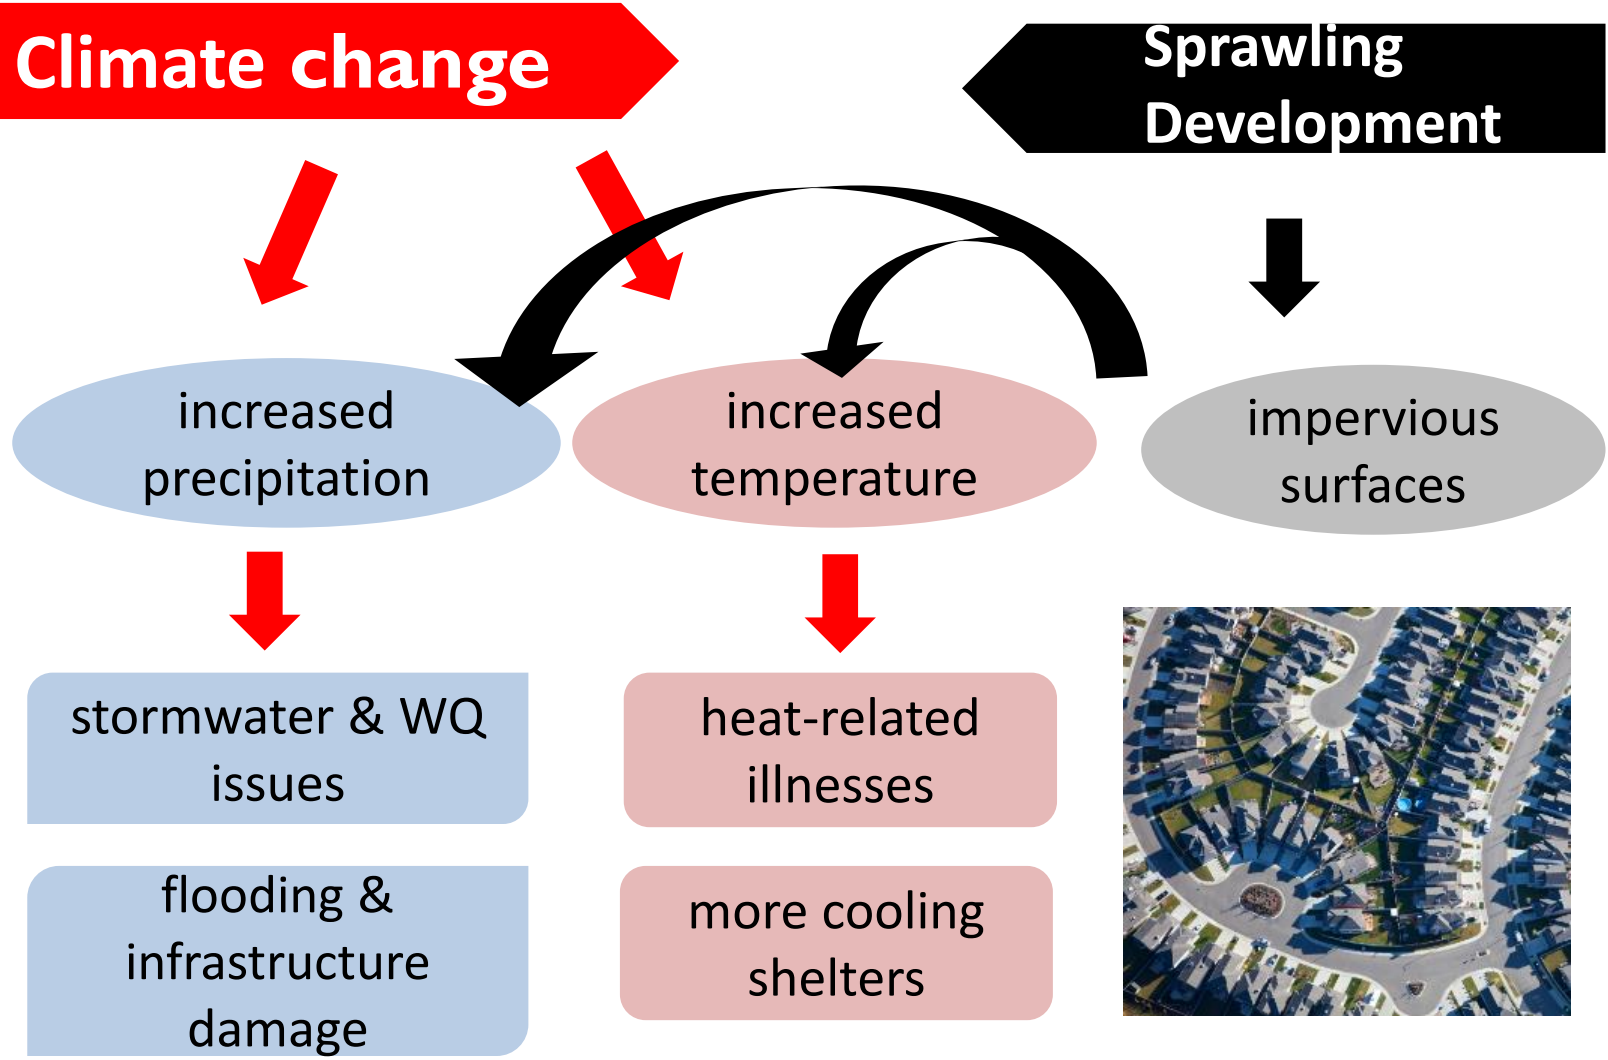 Climate change
Sprawling
Development
increased
precipitation
increased
temperature
impervious
surfaces
stormwater & WQ
issues
heat-related
illnesses
flooding &
infrastructure
damage
more cooling
shelters